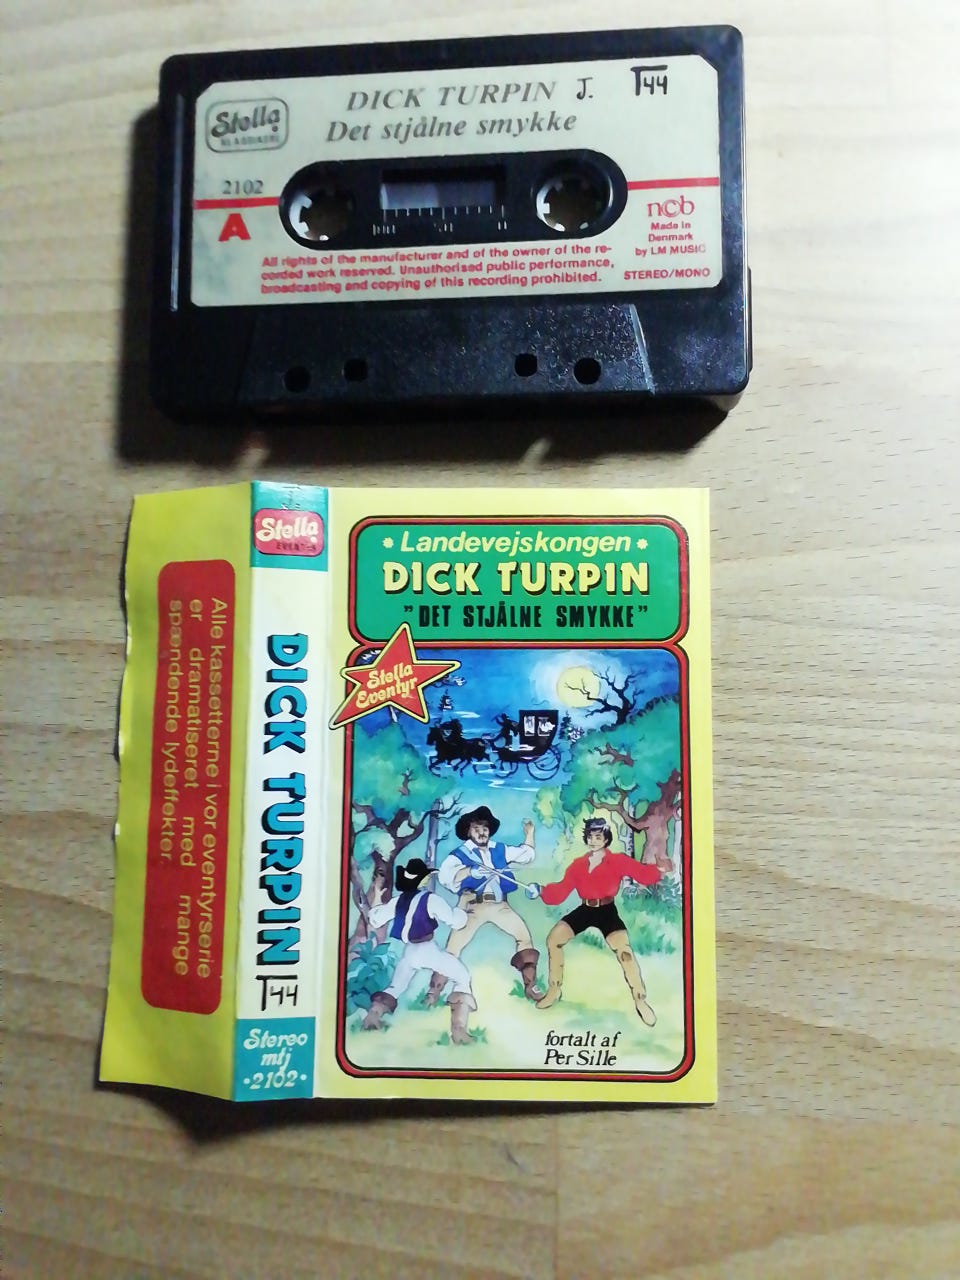 DICK TURPIN J.
T44
Det stjålne smykke
Stella
KLASSIKERE
2102
A
ncb
Made in
Denmark
by LM MUSIC
STEREO/MONO
All rights of the manufacturer and of the owner of the re-
corded work reserved. Unauthorised public performance,
broadcasting and copying of this recording prohibited.
Alle kassetterne i vor eventyrserie
er dramatiseret med mange
spændende lydeffekter.
Stella
EVENTYR
DICK TURPIN
T44
Stereo
mtj
·2102·
* Landevejskongen *
DICK TURPIN
"DET STJÅLNE SMYKKE"
Stella
Eventyr
fortalt af
Per Sille